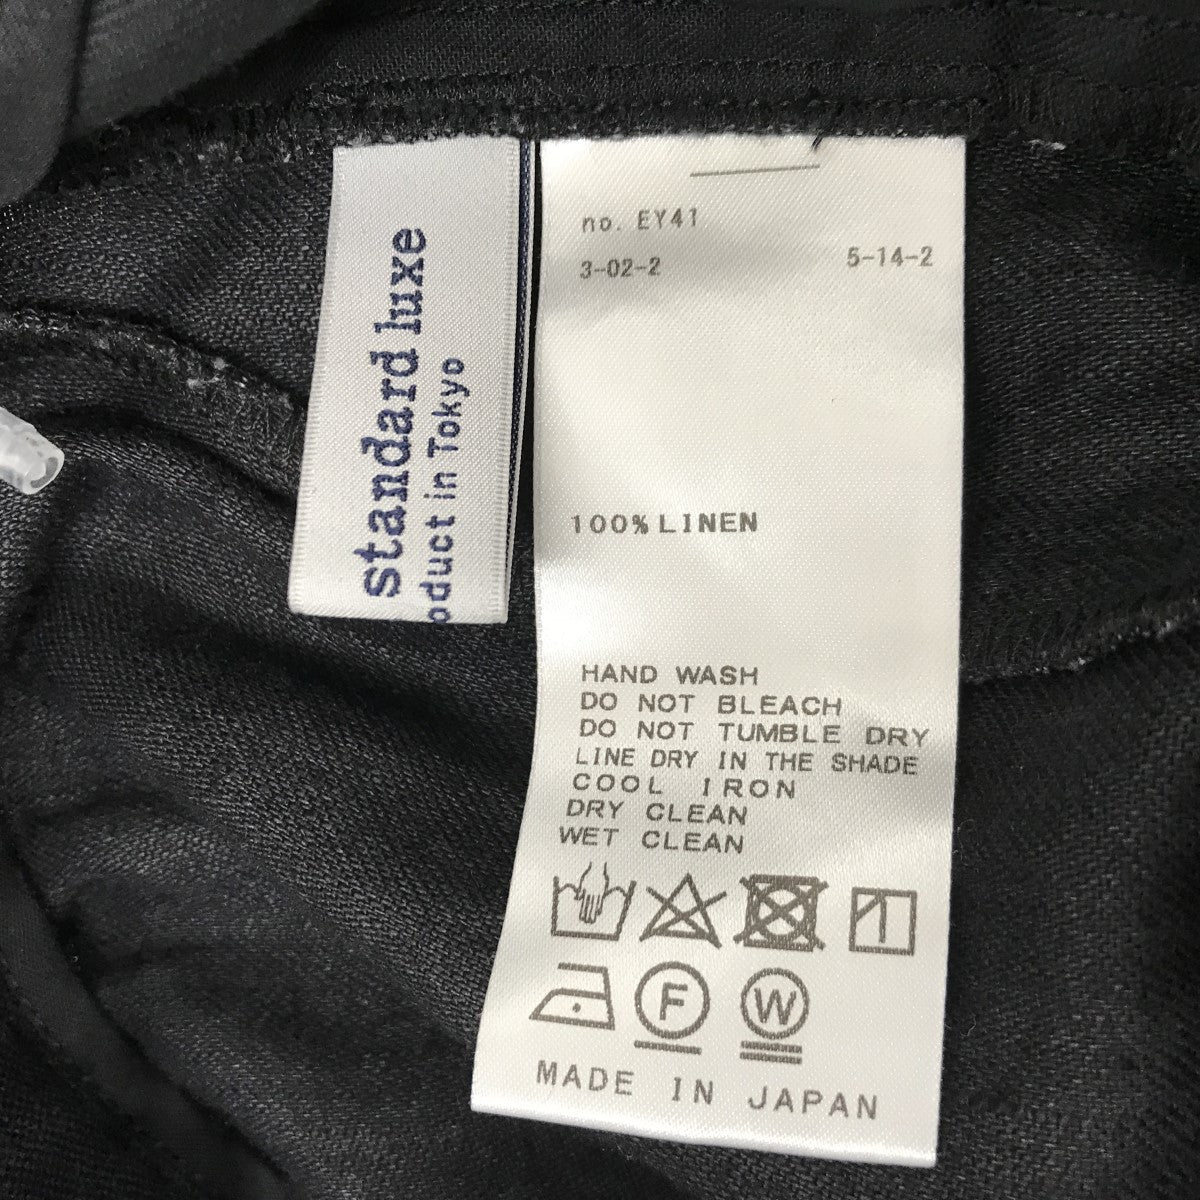 standard luxe
oduct in Tokyo
no. EY41
3-02-2
5-14-2
100% LINEN
HAND WASH
DO NOT BLEACH
DO NOT TUMBLE DRY
LINE DRY IN THE SHADE
COOL IRON
DRY CLEAN
WET CLEAN
F
W
MADE IN JAPAN